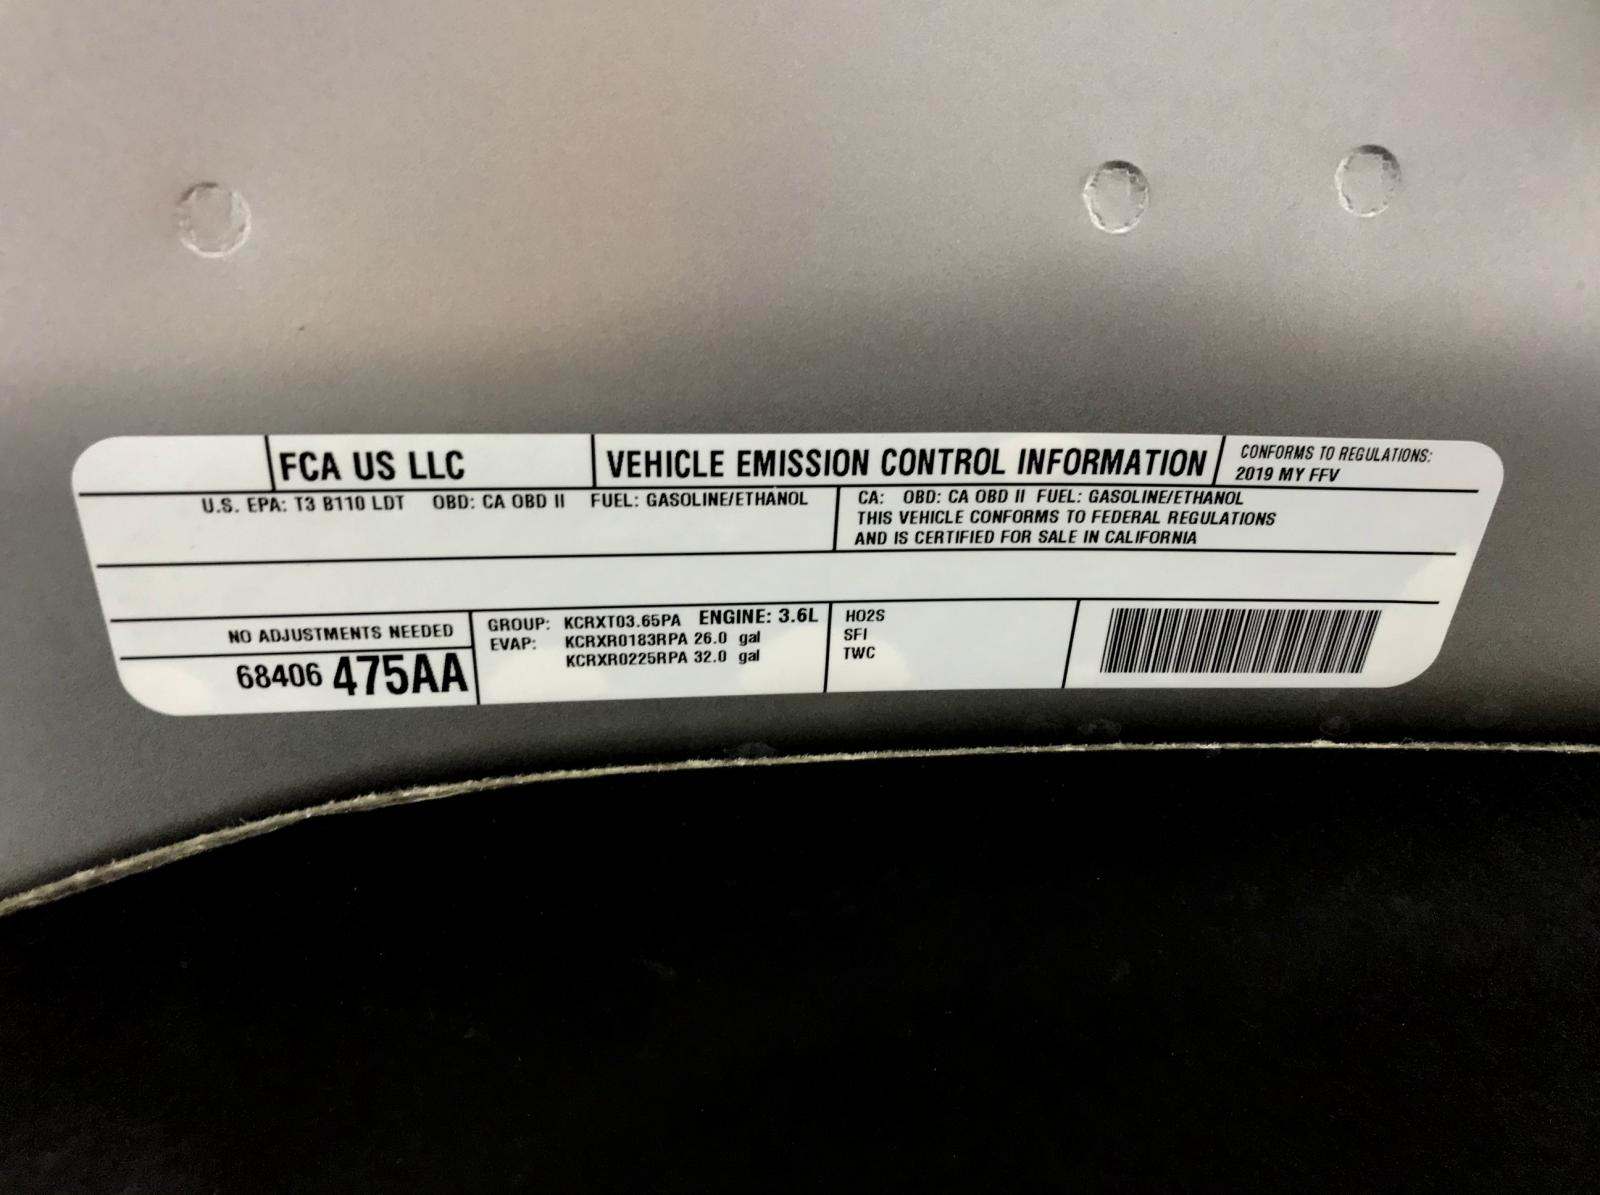 FCA US LLC
VEHICLE EMISSION CONTROL INFORMATION
CONFORMS TO REGULATIONS:
2019 MY FFV
U.S. EPA: T3 B110 LDT OBD: CA OBD II FUEL: GASOLINE/ETHANOL
CA: OBD: CA OBD II FUEL: GASOLINE/ETHANOL
THIS VEHICLE CONFORMS TO FEDERAL REGULATIONS
AND IS CERTIFIED FOR SALE IN CALIFORNIA
NO ADJUSTMENTS NEEDED
68406 475AA
GROUP: KCRXT03.65PA ENGINE: 3.6L
EVAP: KCRXR0183RPA 26.0 gal
KCRXR0225RPA 32.0 gal
HO2S
SFI
TWC